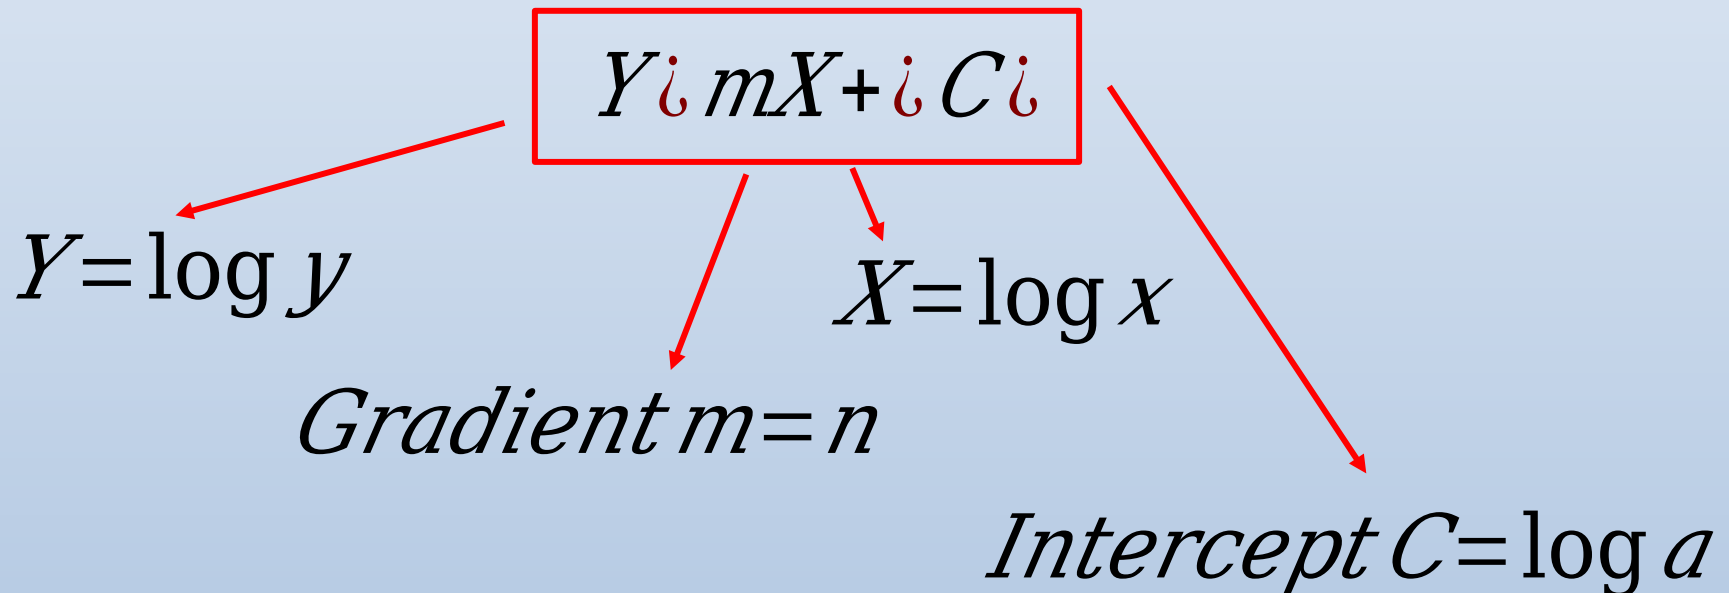 Y¿mX+¿C¿
Y=log y
X=log x
Gradient m=n
Intercept C=log a